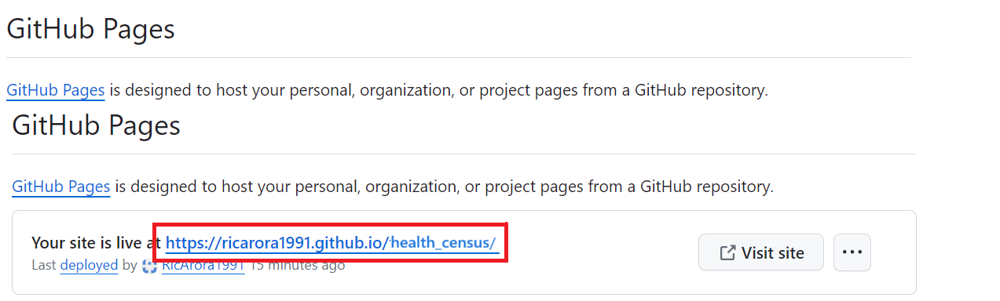 GitHub Pages
GitHub Pages is designed to host your personal, organization, or project pages from a GitHub repository.
GitHub Pages
GitHub Pages is designed to host your personal, organization, or project pages from a GitHub repository.
Your site is live at https://ricarora1991.github.io/health_census/
Visit site
Last deployed by RicArora1991 15 minutes ago